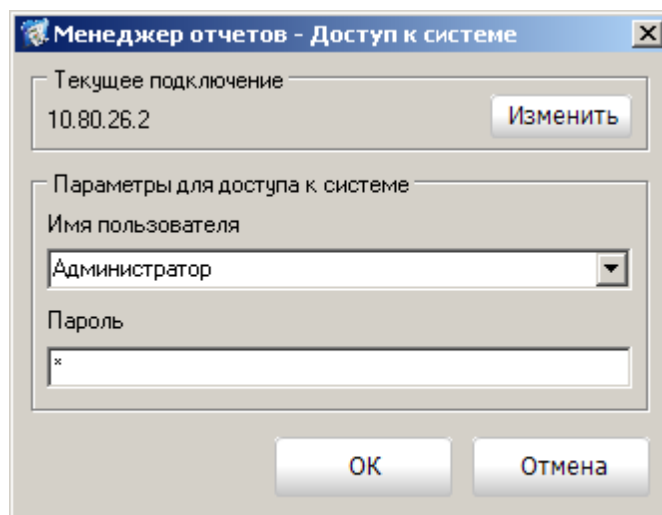 Менеджер отчетов - Доступ к системе
Текущее подключение
10.80.26.2
Изменить
Параметры для доступа к системе
Имя пользователя
Администратор
Пароль
*
ОК
Отмена